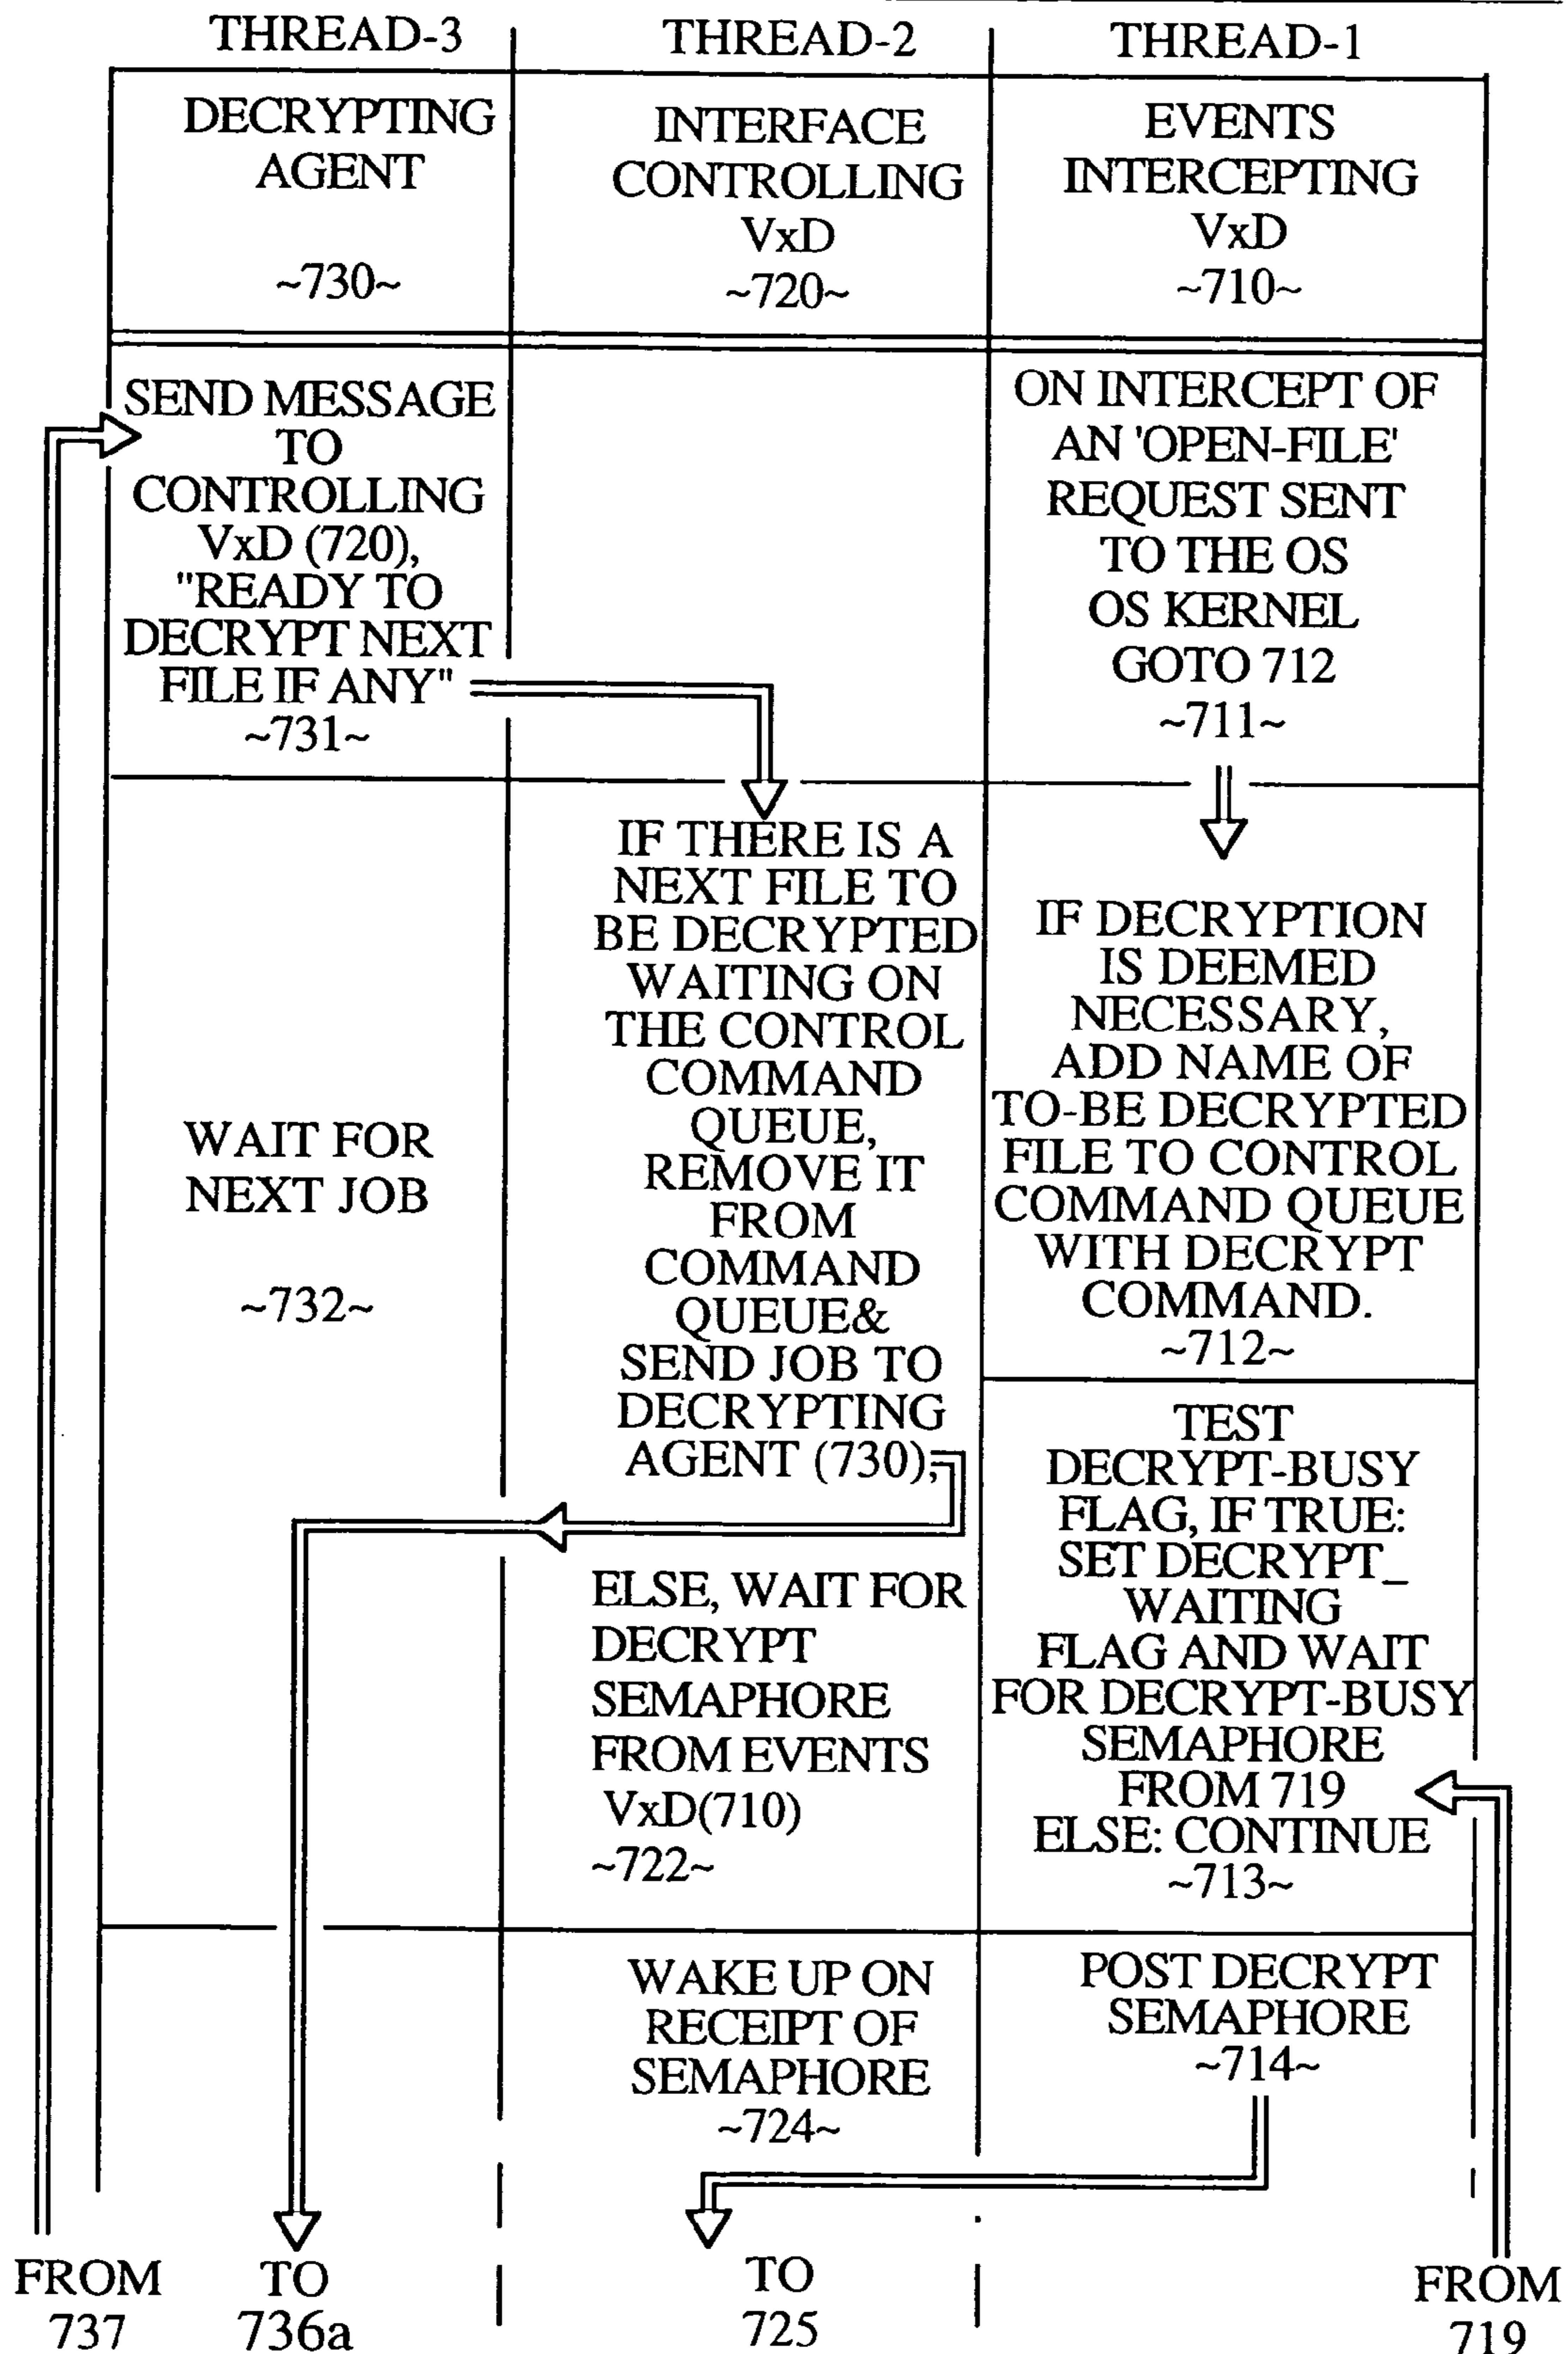 THREAD-3
THREAD-2
THREAD-1
DECRYPTING
AGENT
~730~
INTERFACE
CONTROLLING
VxD
~720~
EVENTS
INTERCEPTING
VxD
~710~
SEND MESSAGE
TO
CONTROLLING
VxD (720),
"READY TO
DECRYPT NEXT
FILE IF ANY"
~731~
ON INTERCEPT OF
AN 'OPEN-FILE'
REQUEST SENT
TO THE OS
OS KERNEL
GOTO 712
~711~
WAIT FOR
NEXT JOB
~732~
IF THERE IS A
NEXT FILE TO
BE DECRYPTED
WAITING ON
THE CONTROL
COMMAND
QUEUE,
REMOVE IT
FROM
COMMAND
QUEUE&
SEND JOB TO
DECRYPTING
AGENT (730),
ELSE, WAIT FOR
DECRYPT
SEMAPHORE
FROM EVENTS
VxD(710)
~722~
IF DECRYPTION
IS DEEMED
NECESSARY,
ADD NAME OF
TO-BE DECRYPTED
FILE TO CONTROL
COMMAND QUEUE
WITH DECRYPT
COMMAND.
~712~
TEST
DECRYPT-BUSY
FLAG, IF TRUE:
SET DECRYPT_
WAITING
FLAG AND WAIT
FOR DECRYPT-BUSY
SEMAPHORE
FROM 719
ELSE: CONTINUE
~713~
WAKE UP ON
RECEIPT OF
SEMAPHORE
~724~
POST DECRYPT
SEMAPHORE
~714~
FROM
737
TO
736a
TO
725
FROM
719